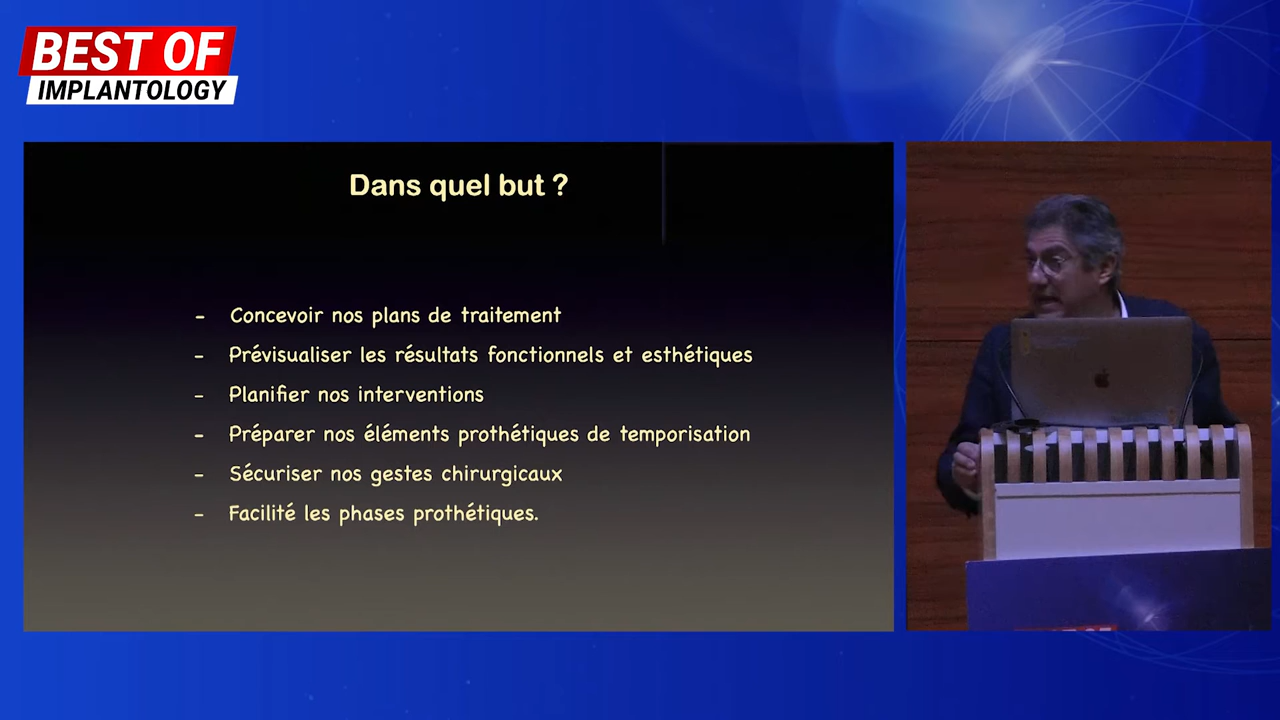 BEST OF
IMPLANTOLOGY
Dans quel but ?
- Concevoir nos plans de traitement
- Prévisualiser les résultats fonctionnels et esthétiques
- Planifier nos interventions
- Préparer nos éléments prothétiques de temporisation
- Sécuriser nos gestes chirurgicaux
- Facilité les phases prothétiques.